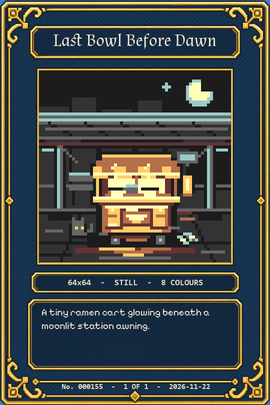 Last Bowl Before Dawn
64x64 - STILL - 8 COLOURS
A tiny ramen cart glowing beneath a
moonlit station awning.
No. 000155 - 1 OF 1 - 2026-11-22